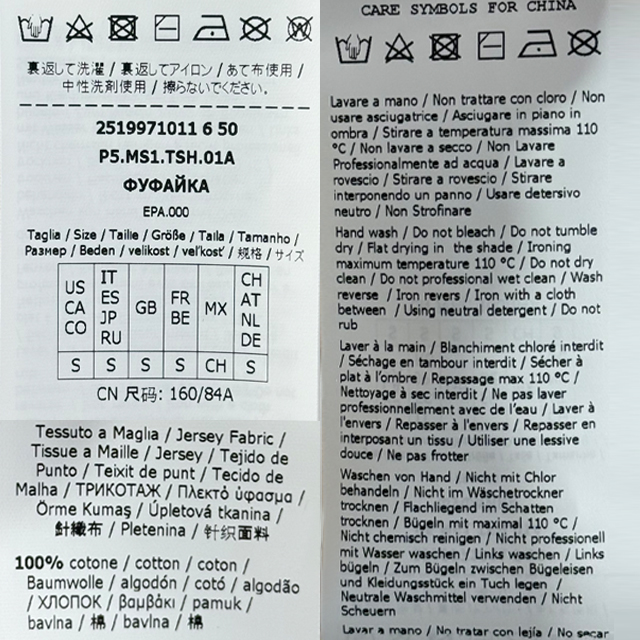 裏返して洗濯 / 裏返してアイロン / あて布使用 /
中性洗剤使用 / 擦らないでください。
2519971011 6 50
P5.MS1.TSH.01A
ФУФАЙКА
EPA.000
Taglia / Size / Taille / Größe / Taila / Tamanho /
Размер / Beden / velikost / veľkosť / 规格 / サイズ
US CA CO
IT ES JP RU
GB
FR BE
MX
CH AT NL DE
S S S S CH S
CN 尺码: 160/84A
Tessuto a Maglia / Jersey Fabric /
Tissue a Maille / Jersey / Tejido de
Punto / Teixit de punt / Tecido de
Malha / ТРИКОТАЖ / Πλεκτό ύφασμα /
Örme Kumaş / Úpletová tkanina /
針織布 / Pletenina / 针织面料
100% cotone / cotton / coton /
Baumwolle / algodón / cotó / algodão
/ ХЛОПОК / βαμβάκι / pamuk /
bavlna / 棉 / bavlna / 棉
CARE SYMBOLS FOR CHINA
Lavare a mano / Non trattare con cloro / Non
usare asciugatrice / Asciugare in piano in
ombra / Stirare a temperatura massima 110
°C / Non lavare a secco / Non Lavare
Professionalmente ad acqua / Lavare a
rovescio / Stirare a rovescio / Stirare
interponendo un panno / Usare detersivo
neutro / Non Strofinare
Hand wash / Do not bleach / Do not tumble
dry / Flat drying in the shade / Ironing
maximum temperature 110 °C / Do not dry
clean / Do not professional wet clean / Wash
reverse / Iron revers / Iron with a cloth
between / Using neutral detergent / Do not
rub
Laver à la main / Blanchiment chloré interdit
/ Séchage en tambour interdit / Sécher à
plat à l'ombre / Repassage max 110 °C /
Nettoyage à sec interdit / Ne pas laver
professionnellement avec de l'eau / Laver à
l'envers / Repasser à l'envers / Repasser en
interposant un tissu / Utiliser une lessive
douce / Ne pas frotter
Waschen von Hand / Nicht mit Chlor
behandeln / Nicht im Wäschetrockner
trocknen / Flachliegend im Schatten
trocknen / Bügeln mit maximal 110 °C /
Nicht chemisch reinigen / Nicht professionell
mit Wasser waschen / Links waschen / Links
bügeln / Zum Bügeln zwischen Bügeleisen
und Kleidungsstück ein Tuch legen /
Neutrale Waschmittel verwenden / Nicht
Scheuern
Lavar a mano / No tratar con lejía / No secar